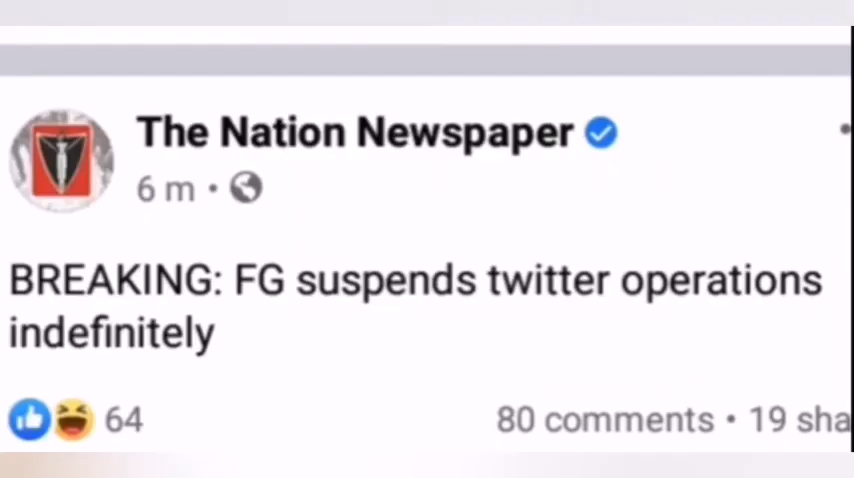 The Nation Newspaper
6 m •
BREAKING: FG suspends twitter operations
indefinitely
64 80 comments • 19 sha